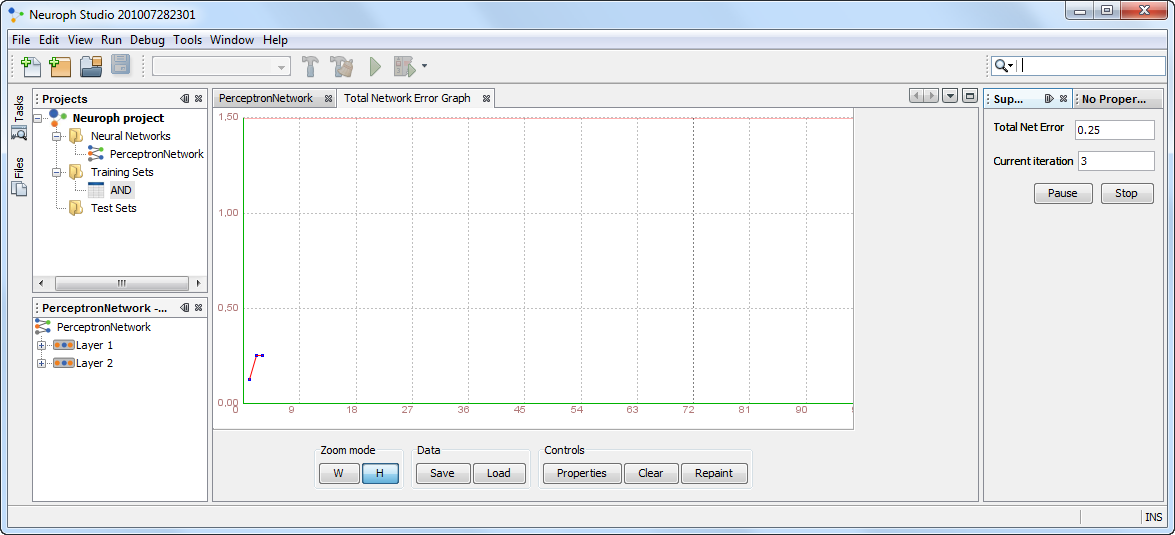 Neuroph Studio 201007282301
File Edit View Run Debug Tools Window Help
Tasks
Files
Projects
Neuroph project
Neural Networks
PerceptronNetwork
Training Sets
AND
Test Sets
PerceptronNetwork -...
PerceptronNetwork
Layer 1
Layer 2
PerceptronNetwork Total Network Error Graph
1,50
1,00
0,50
0,00
0 9 18 27 36 45 54 63 72 81 90
Zoom mode Data Controls
W H Save Load Properties Clear Repaint
Sup... No Proper...
Total Net Error 0.25
Current iteration 3
Pause Stop
INS